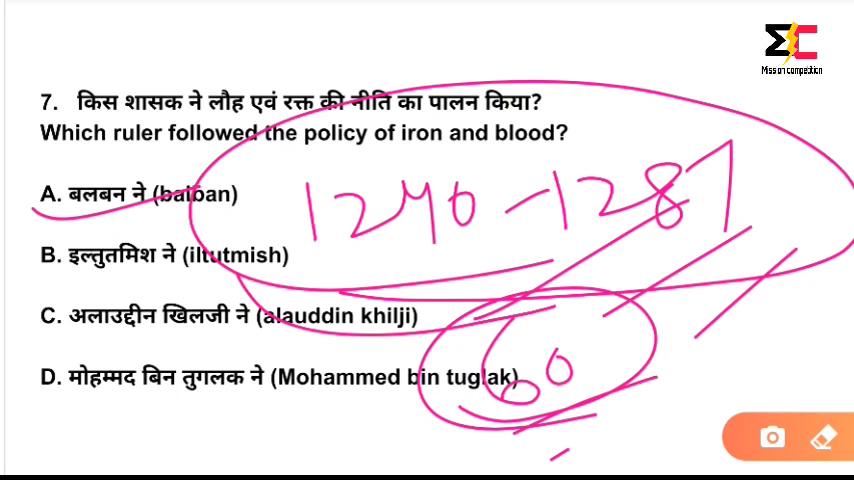 ΣC
Mission competition
7. किस शासक ने लौह एवं रक्त की नीति का पालन किया?
Which ruler followed the policy of iron and blood?
A. बलबन ने (balban)
1240-1287
B. इल्तुतमिश ने (iltutmish)
C. अलाउद्दीन खिलजी ने (alauddin khilji)
60
D. मोहम्मद बिन तुगलक ने (Mohammed bin tuglak)